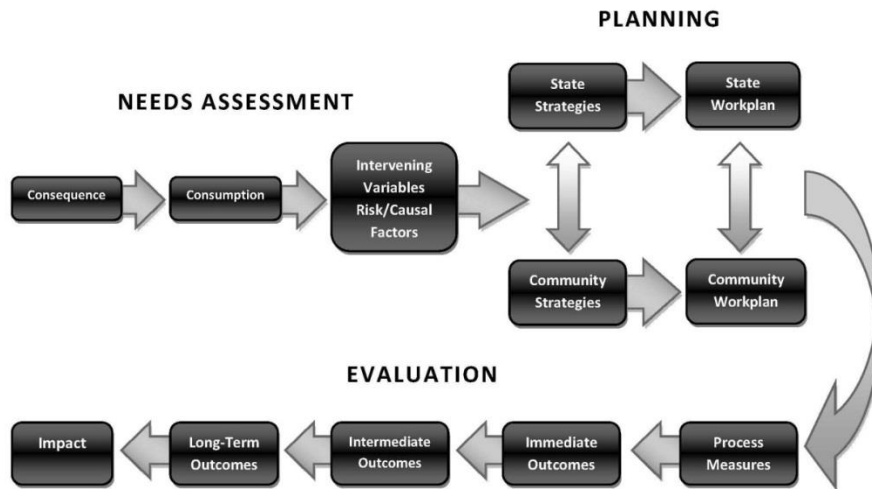 PLANNING
NEEDS ASSESSMENT
State
Strategies
State
Workplan
Consequence
Consumption
Intervening
Variables
Risk/Causal
Factors
Community
Strategies
Community
Workplan
EVALUATION
Impact
Long-Term
Outcomes
Intermediate
Outcomes
Immediate
Outcomes
Process
Measures